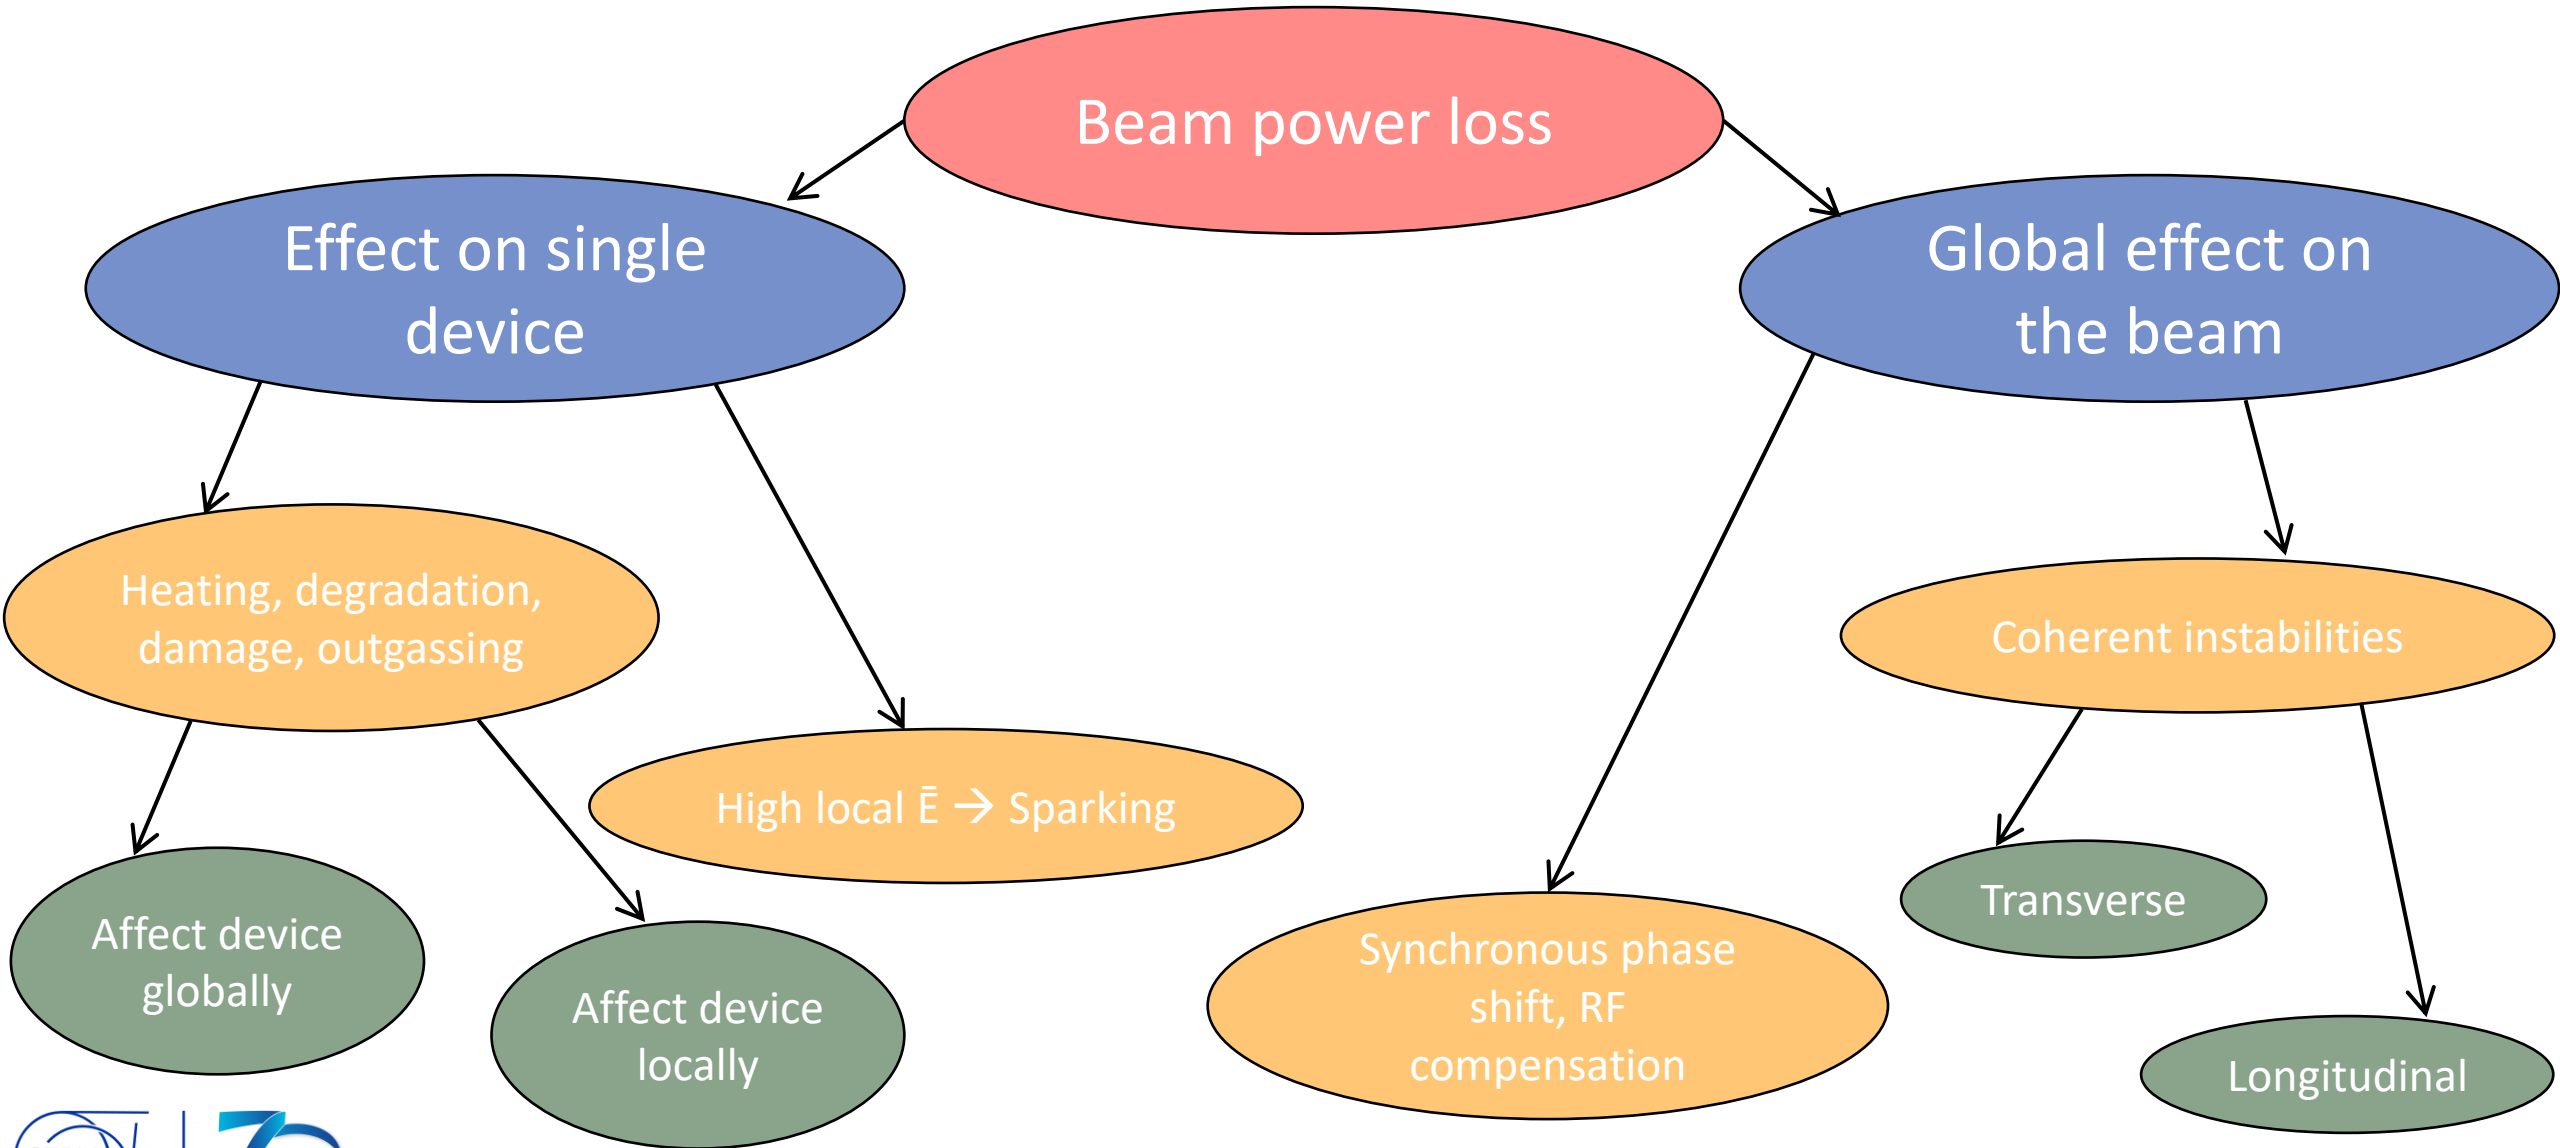 Beam power loss
Effect on single
device
Global effect on
the beam
Heating, degradation,
damage, outgassing
Coherent instabilities
High local Ē → Sparking
Transverse
Affect device
globally
Synchronous phase
shift, RF
compensation
Affect device
locally
Longitudinal